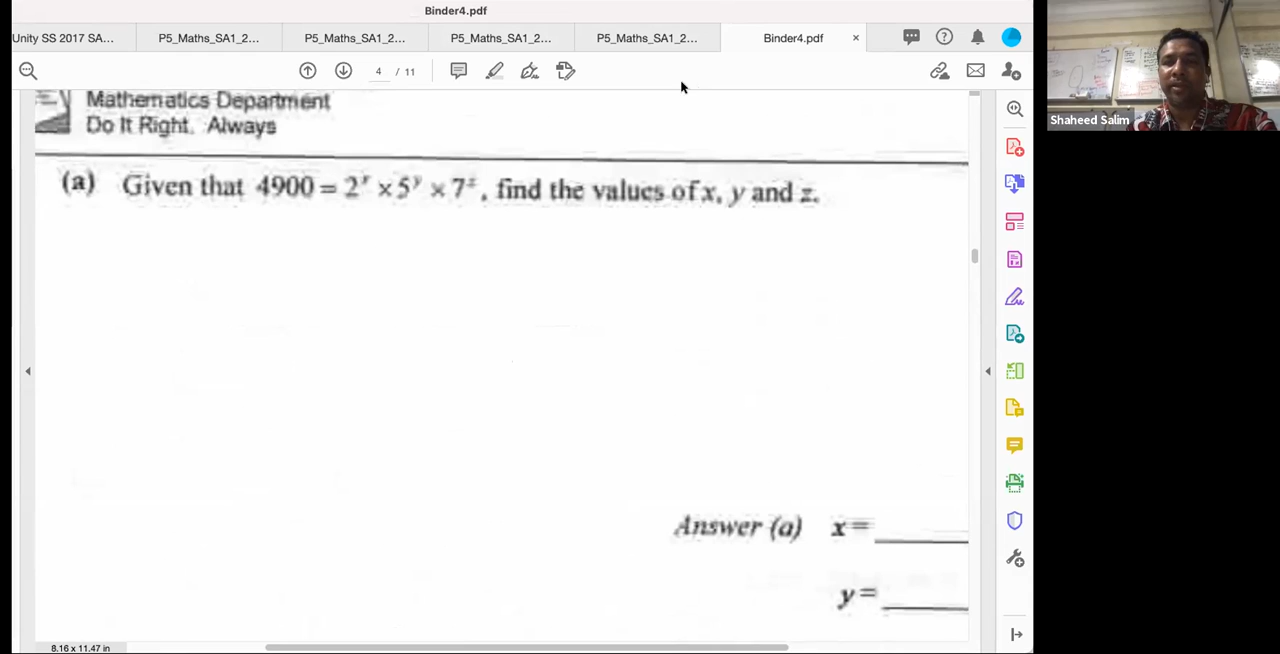 Binder4.pdf
Unity SS 2017 SA...
P5_Maths_SA1_2...
P5_Maths_SA1_2...
P5_Maths_SA1_2...
P5_Maths_SA1_2...
Binder4.pdf ×
4 / 11
Mathematics Department
Do It Right, Always
(a) Given that 4900 = 2ˣ × 5ʸ × 7ᶻ, find the values of x, y and z.
Answer (a) x =
y =
8.16 x 11.47 in
Shaheed Salim